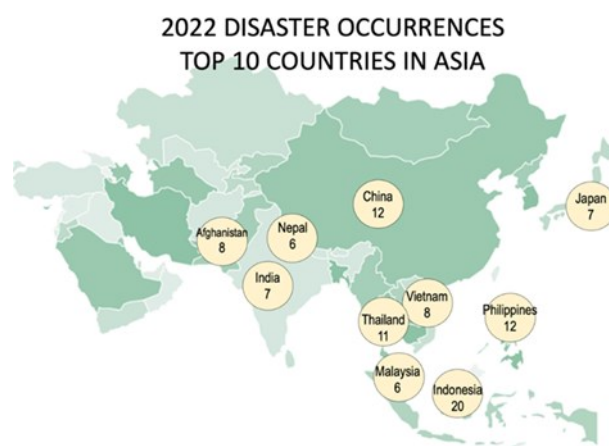 2022 DISASTER OCCURRENCES
TOP 10 COUNTRIES IN ASIA
China
12
Japan
7
Afghanistan
8
Nepal
6
India
7
Vietnam
8
Thailand
11
Philippines
12
Malaysia
6
Indonesia
20